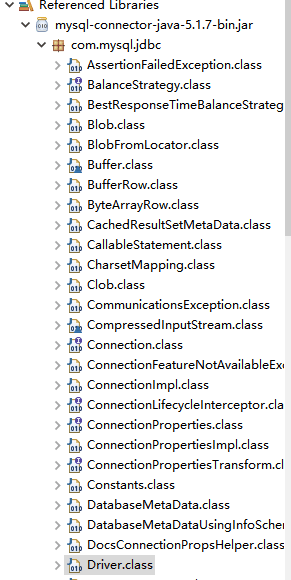 Referenced Libraries
mysql-connector-java-5.1.7-bin.jar
com.mysql.jdbc
AssertionFailedException.class
BalanceStrategy.class
BestResponseTimeBalanceStrateg
Blob.class
BlobFromLocator.class
Buffer.class
BufferRow.class
ByteArrayRow.class
CachedResultSetMetaData.class
CallableStatement.class
CharsetMapping.class
Clob.class
CommunicationsException.class
CompressedInputStream.class
Connection.class
ConnectionFeatureNotAvailableExc
ConnectionImpl.class
ConnectionLifecycleInterceptor.cla
ConnectionProperties.class
ConnectionPropertiesImpl.class
ConnectionPropertiesTransform.cl
Constants.class
DatabaseMetaData.class
DatabaseMetaDataUsingInfoScher
DocsConnectionPropsHelper.class
Driver.class